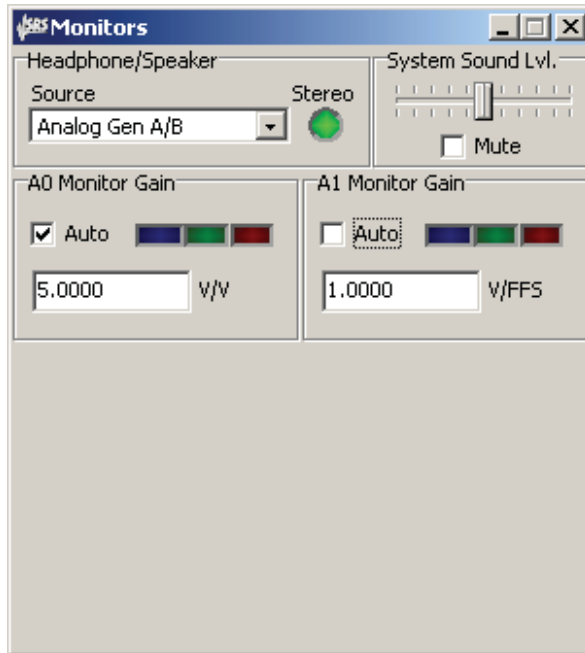 SRS Monitors
Headphone/Speaker
Source
Stereo
Analog Gen A/B
System Sound Lvl.
Mute
A0 Monitor Gain
Auto
5.0000 V/V
A1 Monitor Gain
Auto
1.0000 V/FFS